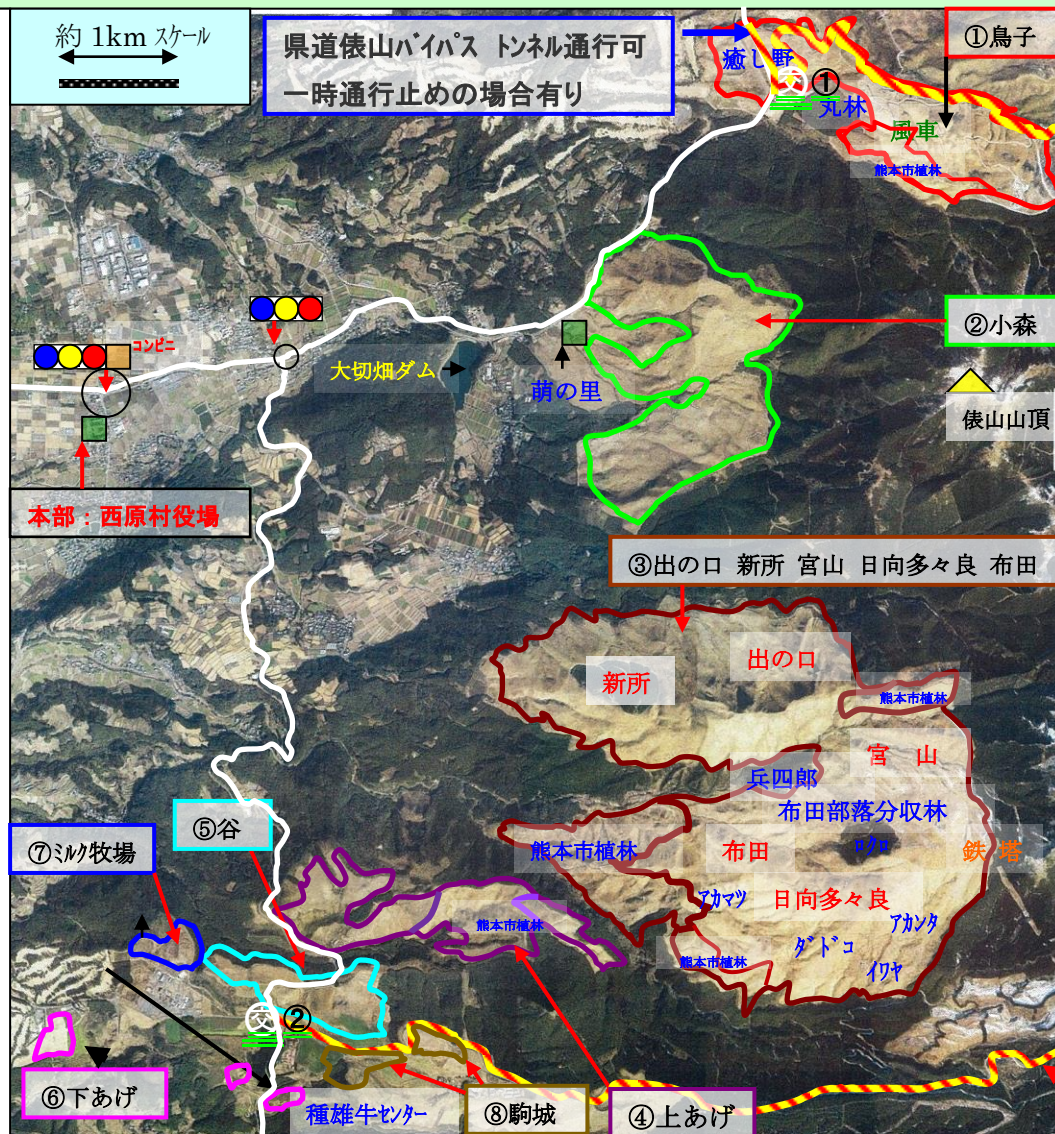 約 1km スケール
県道俵山バイパス トンネル通行可
一時通行止めの場合有り
①鳥子
癒し野
交 ①
丸林
風車
熊本市植林
②小森
俵山山頂
コンビニ
大切畑ダム
萌の里
本部：西原村役場
③出の口 新所 宮山 日向多々良 布田
出の口
新所
熊本市植林
宮 山
兵四郎
布田部落分収林
⑤谷
⑦ミルク牧場
熊本市植林
布田
ロクロ
鉄 塔
アカマツ
日向多々良
アカンタ
熊本市植林
ダドコ
イワヤ
熊本市植林
交 ②
⑥下あげ
種雄牛センター
⑧駒城
④上あげ